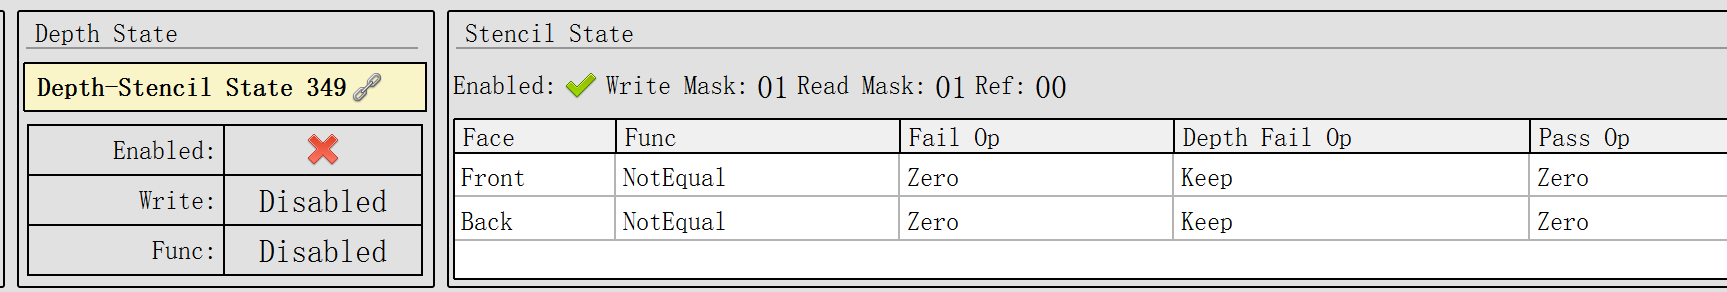 Depth State
Depth-Stencil State 349
Enabled:
Write: Disabled
Func: Disabled
Stencil State
Enabled: Write Mask: 01 Read Mask: 01 Ref: 00
Face Func Fail Op Depth Fail Op Pass Op
Front NotEqual Zero Keep Zero
Back NotEqual Zero Keep Zero